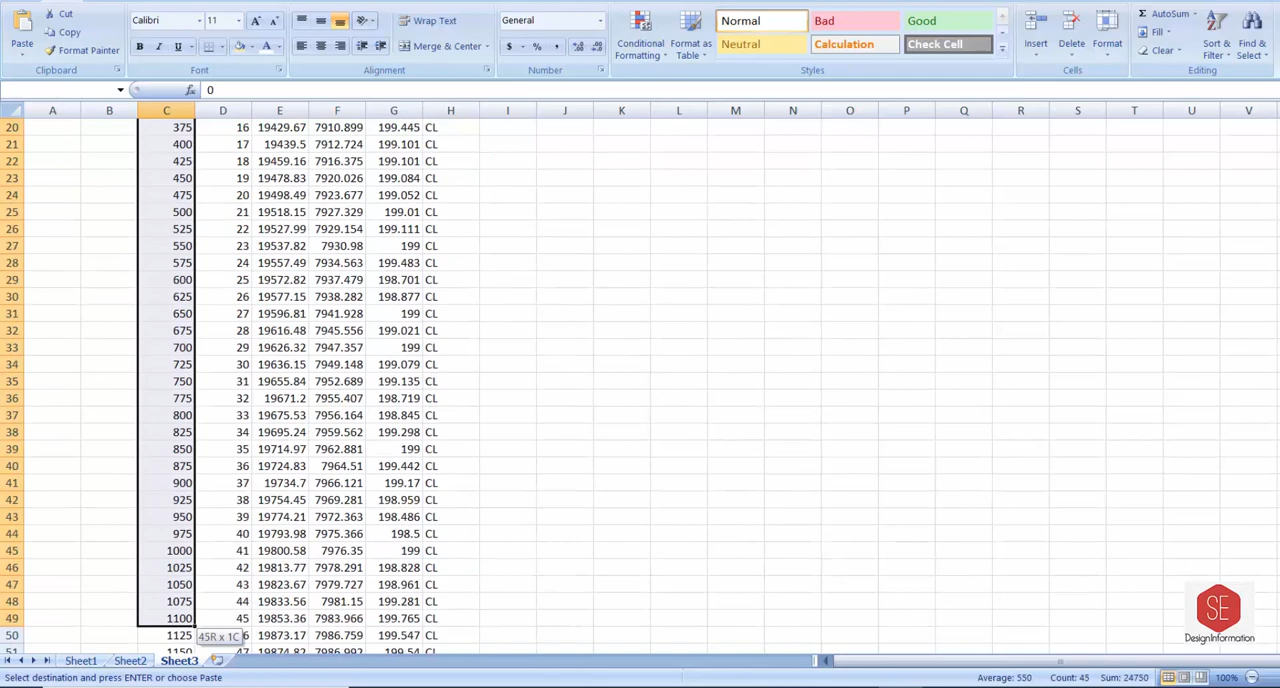 Cut
Copy
Format Painter
Paste
Clipboard
Calibri 11 A A
B I U A
Font
Wrap Text
Merge & Center
Alignment
General
$ % ,
Number
Conditional Formatting
Format as Table
Normal Bad Good
Neutral Calculation Check Cell
Styles
Insert Delete Format
Cells
Σ AutoSum
Fill
Clear
Sort & Filter
Find & Select
Editing
fx 0
A B C D E F G H I J K L M N O P Q R S T U V
20 375 16 19429.67 7910.899 199.445 CL
21 400 17 19439.5 7912.724 199.101 CL
22 425 18 19459.16 7916.375 199.101 CL
23 450 19 19478.83 7920.026 199.084 CL
24 475 20 19498.49 7923.677 199.052 CL
25 500 21 19518.15 7927.329 199.01 CL
26 525 22 19527.99 7929.154 199.111 CL
27 550 23 19537.82 7930.98 199 CL
28 575 24 19557.49 7934.563 199.483 CL
29 600 25 19572.82 7937.479 198.701 CL
30 625 26 19577.15 7938.282 198.877 CL
31 650 27 19596.81 7941.928 199 CL
32 675 28 19616.48 7945.556 199.021 CL
33 700 29 19626.32 7947.357 199 CL
34 725 30 19636.15 7949.148 199.079 CL
35 750 31 19655.84 7952.689 199.135 CL
36 775 32 19671.2 7955.407 198.719 CL
37 800 33 19675.53 7956.164 198.845 CL
38 825 34 19695.24 7959.562 199.298 CL
39 850 35 19714.97 7962.881 199 CL
40 875 36 19724.83 7964.51 199.442 CL
41 900 37 19734.7 7966.121 199.17 CL
42 925 38 19754.45 7969.281 198.959 CL
43 950 39 19774.21 7972.363 198.486 CL
44 975 40 19793.98 7975.366 198.5 CL
45 1000 41 19800.58 7976.35 199 CL
46 1025 42 19813.77 7978.291 198.828 CL
47 1050 43 19823.67 7979.727 198.961 CL
48 1075 44 19833.56 7981.15 199.281 CL
49 1100 45 19853.36 7983.966 199.765 CL
50 1125 45R x 1C 6 19873.17 7986.759 199.547 CL
51 1150 47 19874.82 7986.992 199.54 CL
SE
DesignInformation
Sheet1 Sheet2 Sheet3
Select destination and press ENTER or choose Paste Average: 550 Count: 45 Sum: 24750 100%